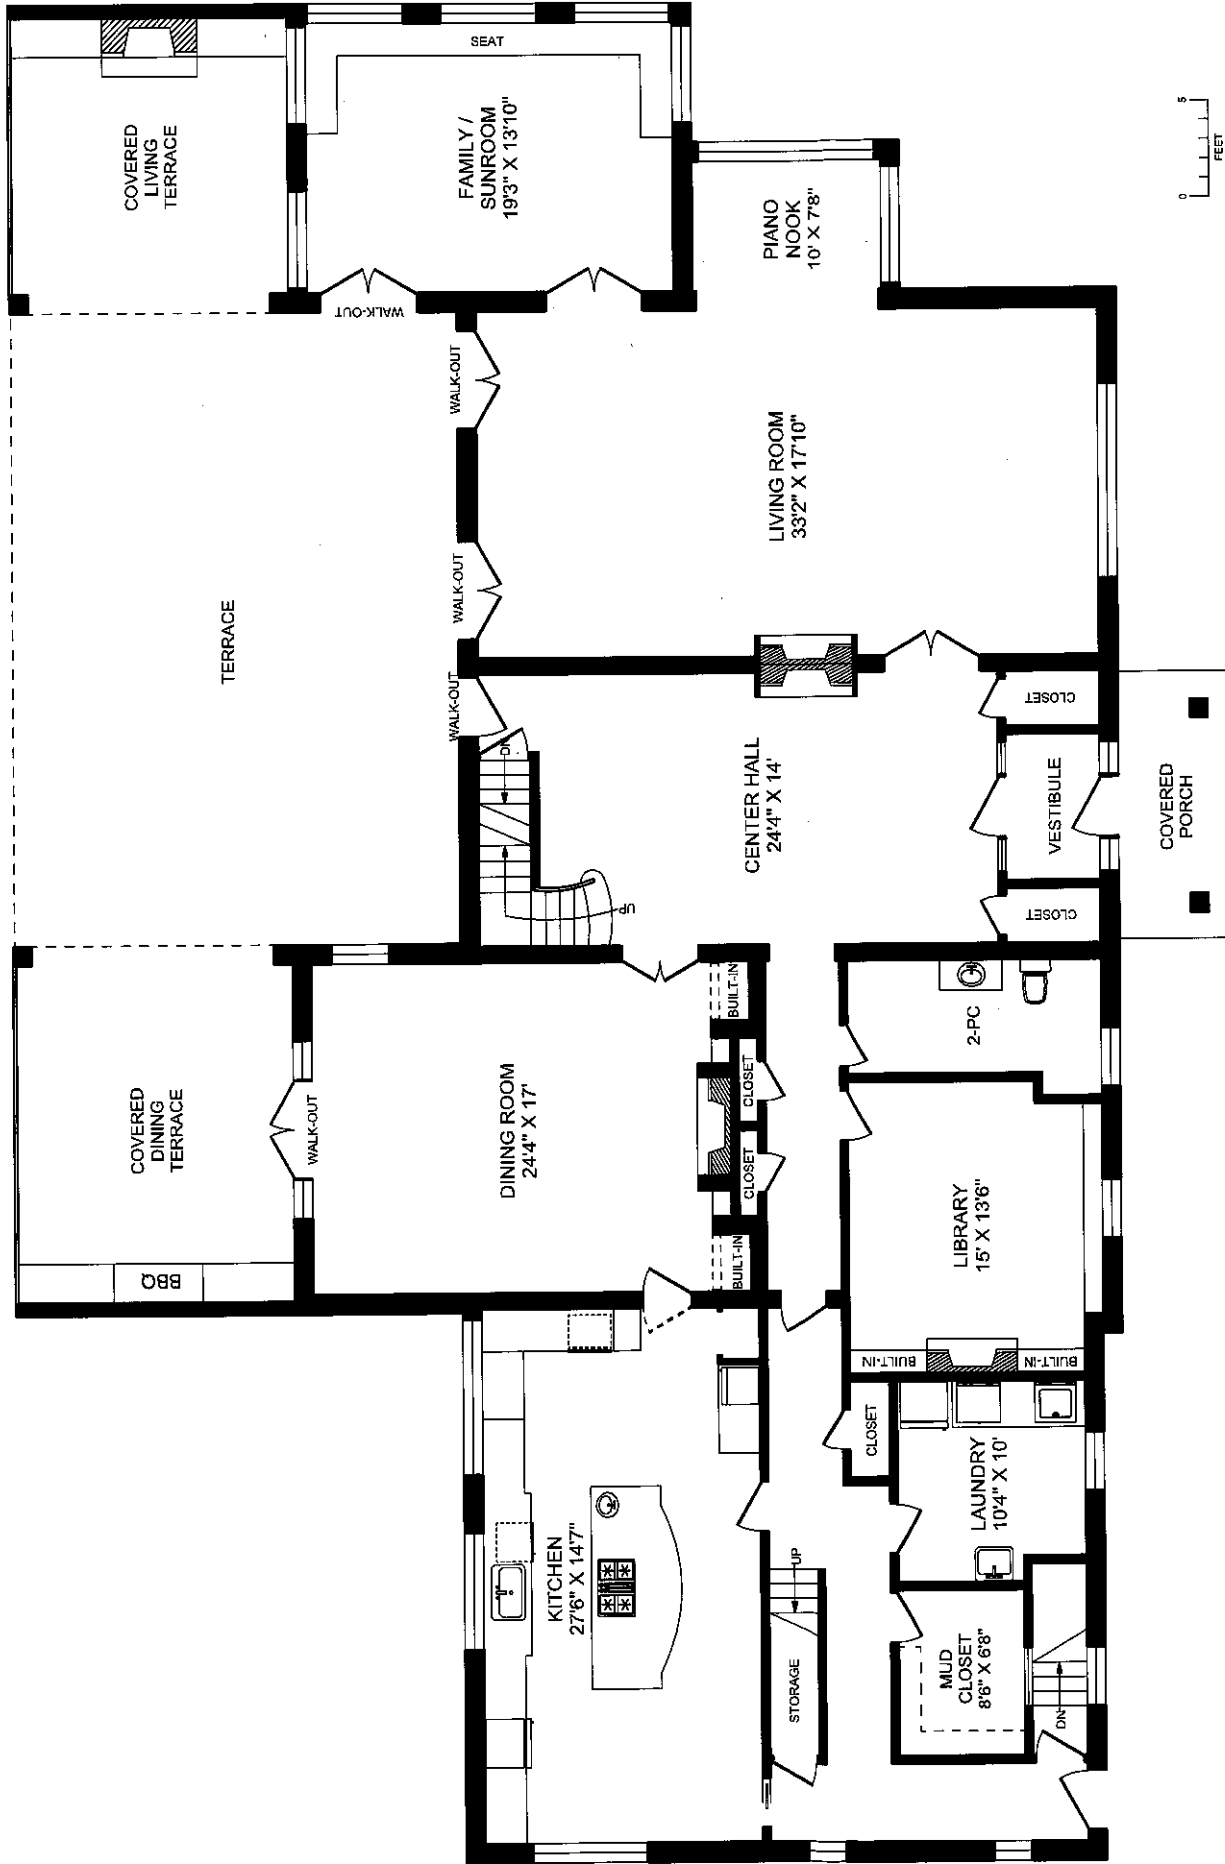 COVERED
LIVING
TERRACE
SEAT
FAMILY /
SUNROOM
19'3" X 13'10"
PIANO
NOOK
10' X 7'8"
0 5
FEET
WALK-OUT
WALK-OUT
WALK-OUT
WALK-OUT
LIVING ROOM
33'2" X 17'10"
TERRACE
DN
UP
CENTER HALL
24'4" X 14'
CLOSET
VESTIBULE
CLOSET
COVERED
PORCH
COVERED
DINING
TERRACE
BBQ
WALK-OUT
DINING ROOM
24'4" X 17'
BUILT-IN
CLOSET
CLOSET
BUILT-IN
2-PC
LIBRARY
15' X 13'6"
BUILT-IN
BUILT-IN
KITCHEN
27'6" X 14'7"
CLOSET
LAUNDRY
10'4" X 10'
UP
STORAGE
MUD
CLOSET
8'6" X 6'8"
DN